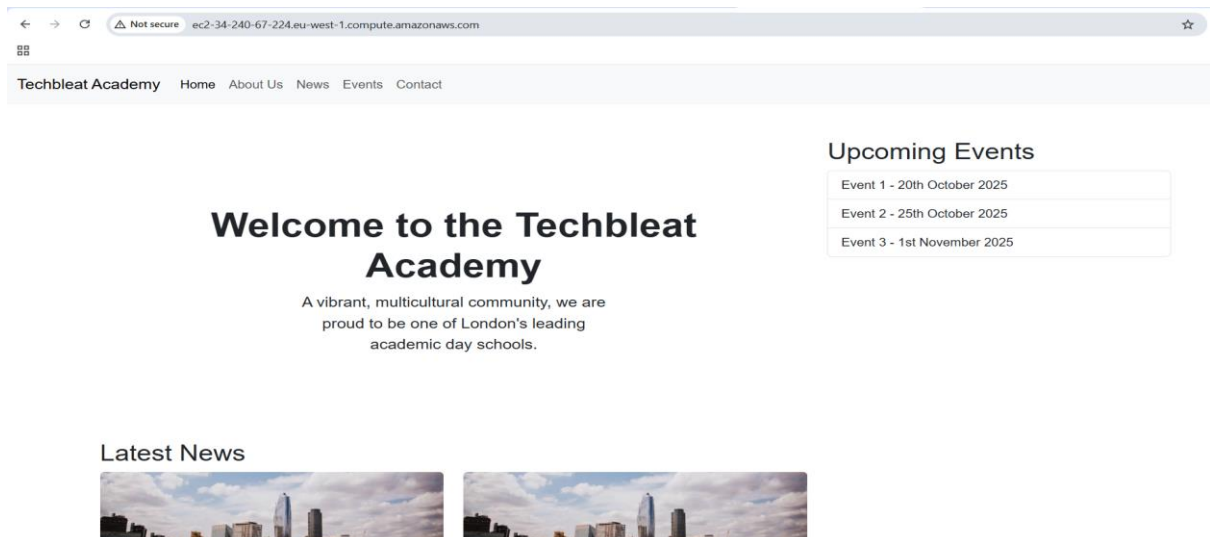 Not secure ec2-34-240-67-224.eu-west-1.compute.amazonaws.com
Techbleat Academy Home About Us News Events Contact
Welcome to the Techbleat
Academy
A vibrant, multicultural community, we are
proud to be one of London's leading
academic day schools.
Upcoming Events
Event 1 - 20th October 2025
Event 2 - 25th October 2025
Event 3 - 1st November 2025
Latest News